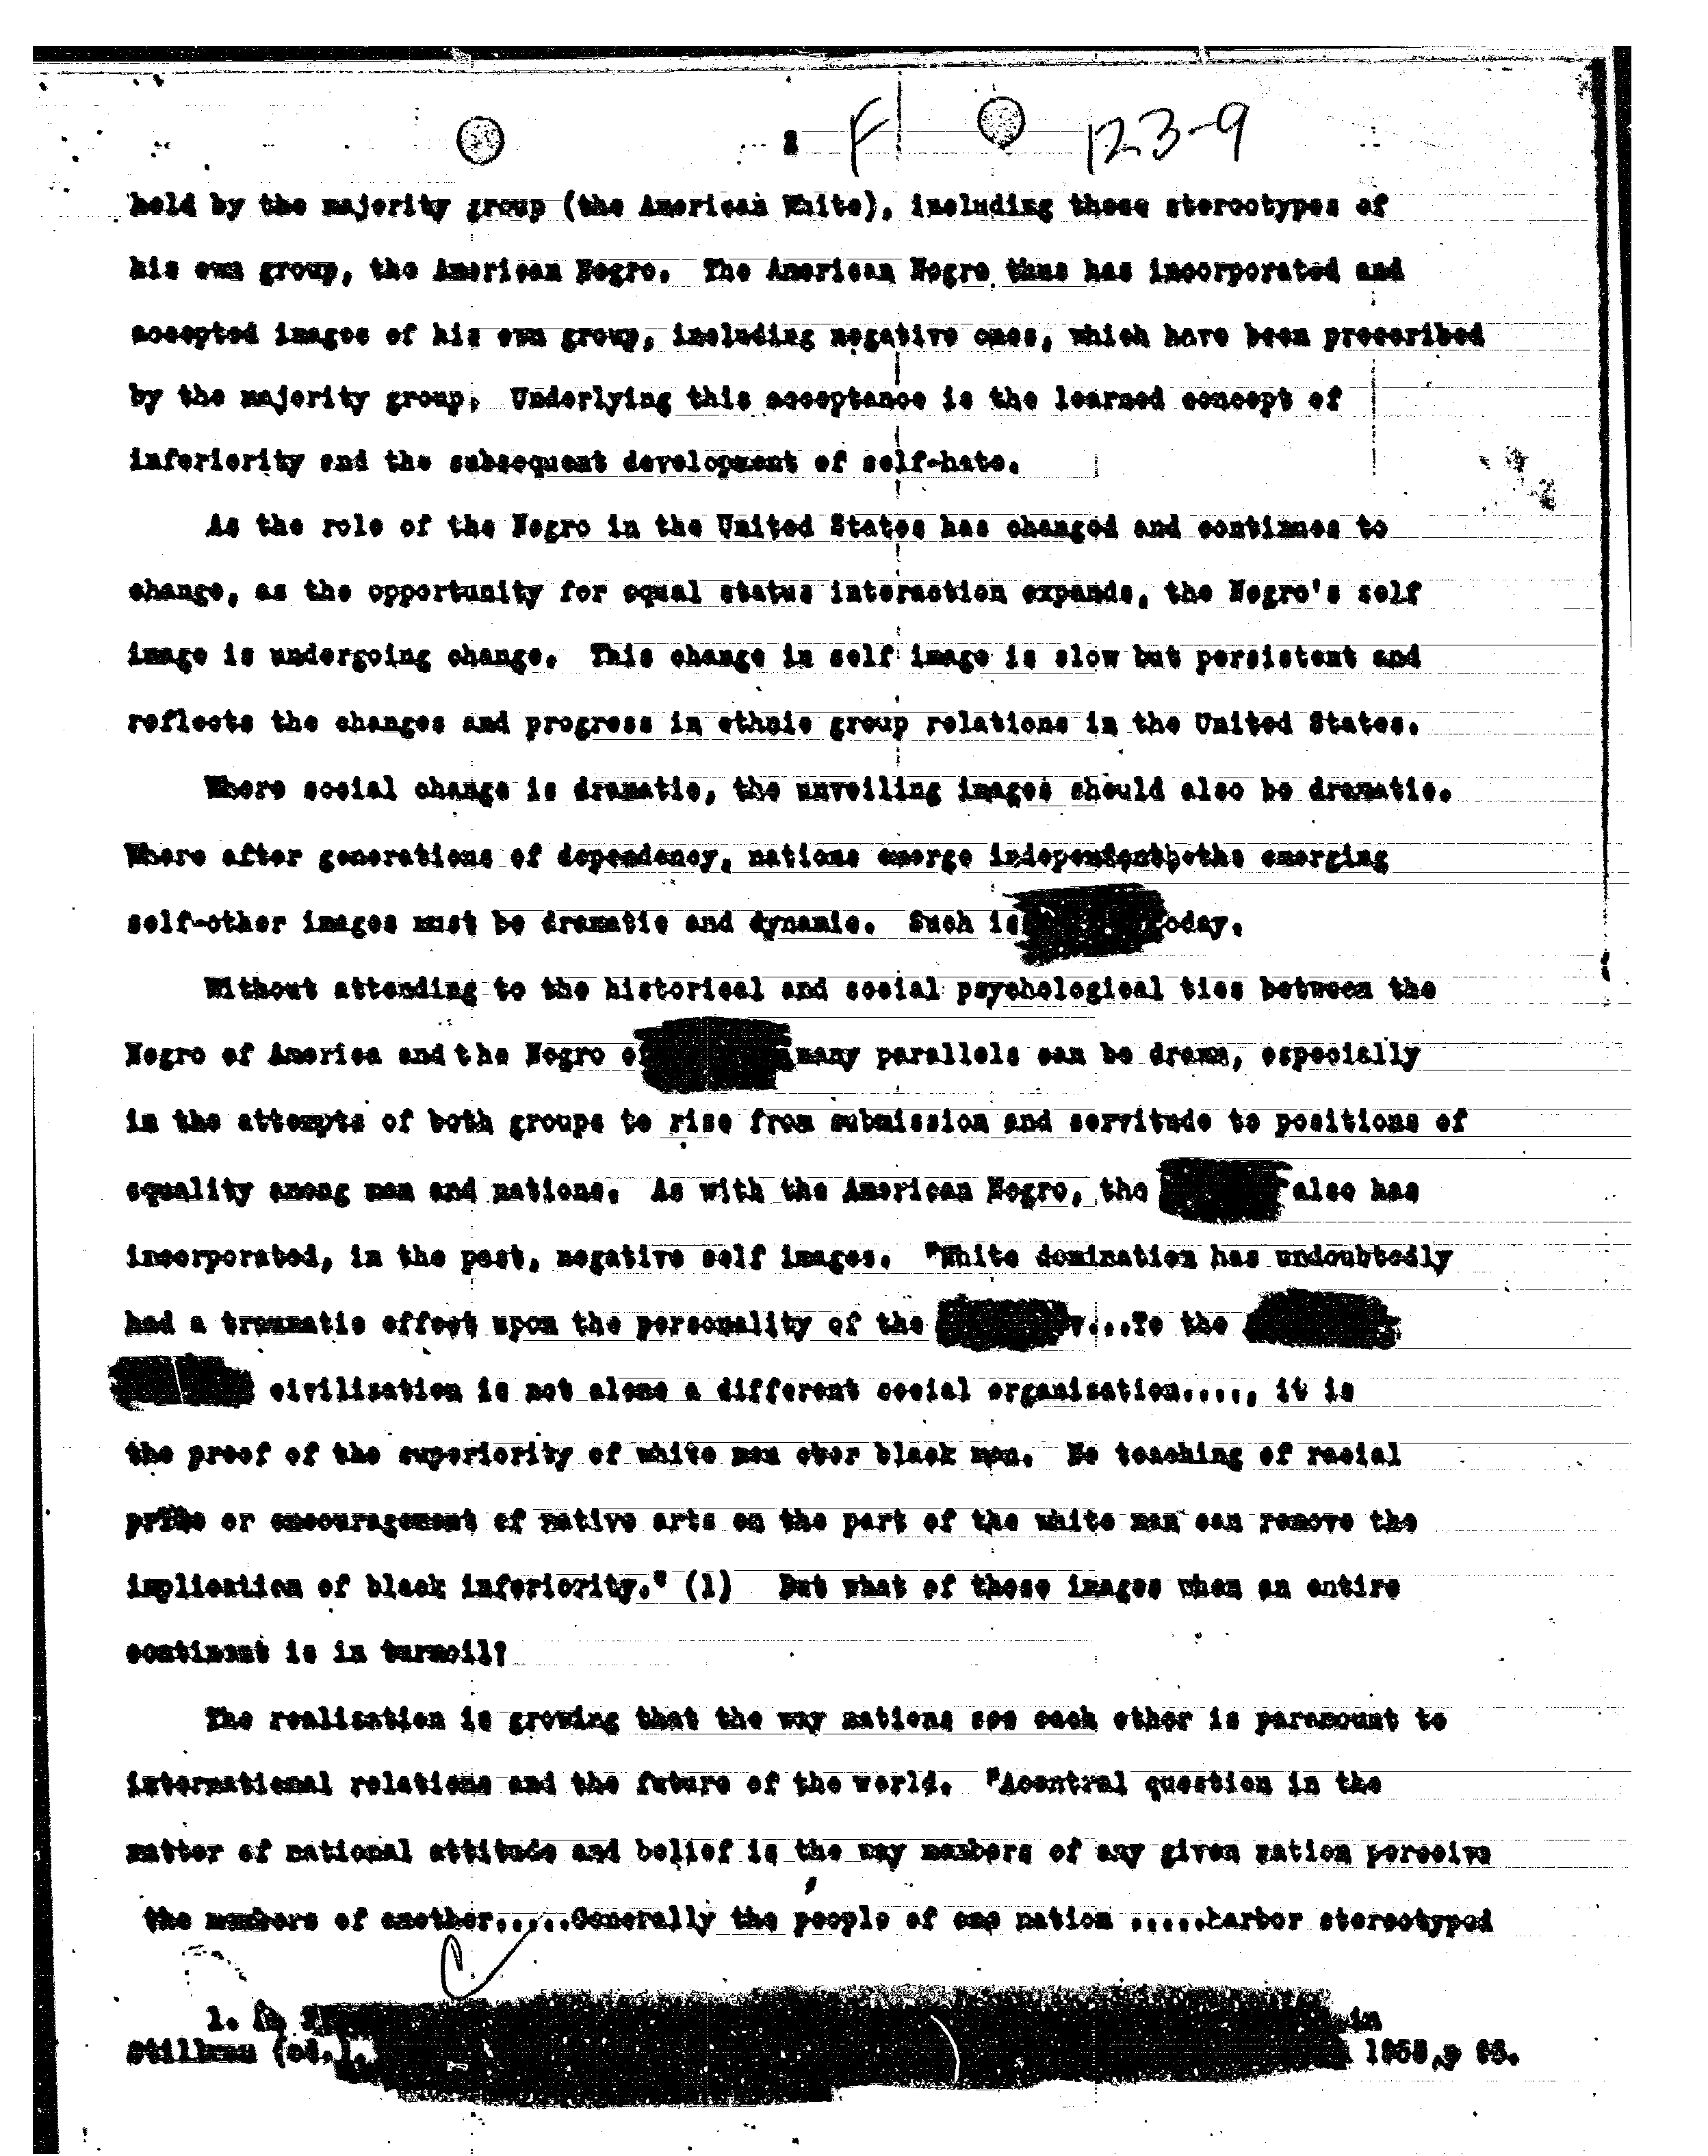 2 F 123-9
held by the majority group (the American White), including those stereotypes of
his own group, the American Negro. The American Negro thus has incorporated and
accepted images of his own group, including negative ones, which have been prescribed
by the majority group. Underlying this acceptance is the learned concept of
inferiority and the subsequent development of self-hate.
As the role of the Negro in the United States has changed and continues to
change, as the opportunity for equal status interaction expands, the Negro's self
image is undergoing change. This change in self image is slow but persistent and
reflects the changes and progress in ethnic group relations in the United States.
Where social change is dramatic, the unveiling images should also be dramatic.
Where after generations of dependency, nations emerge the emerging
self-other images must be dramatic and dynamic. Such is oday.
Without attending to the historical and social psychological ties between the
Negro of America and the Negro of many parallels can be drawn, especially
in the attempts of both groups to rise from submission and servitude to positions of
equality among men and nations. As with the American Negro, the also has
incorporated, in the past, negative self images. "White domination has undoubtedly
had a traumatic effect upon the personality of the ....To the
civilization is not alone a different social organization...., it is
the proof of the superiority of white men over black men. No teaching of racial
pride or encouragement of native arts on the part of the white man can remove the
implication of black inferiority." (1) But what of these images when an entire
continent is in turmoil?
The realization is growing that the way nations see each other is paramount to
international relations and the future of the world. "Acentral question in the
matter of national attitude and belief is the way members of any given nation perceive
the members of another.....Generally the people of one nation .....harbor stereotyped
1. in
Stillman (ed.), p 63.